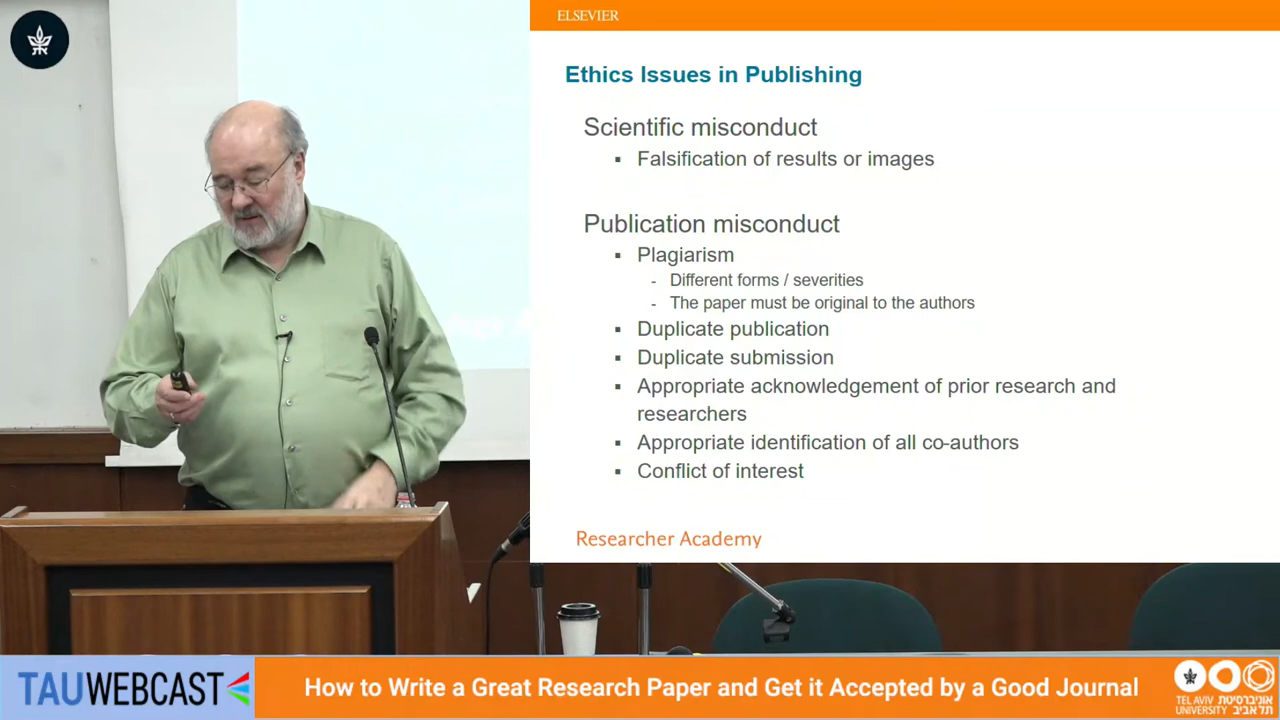 ELSEVIER
Ethics Issues in Publishing
Scientific misconduct
▪ Falsification of results or images
Publication misconduct
▪ Plagiarism
- Different forms / severities
- The paper must be original to the authors
▪ Duplicate publication
▪ Duplicate submission
▪ Appropriate acknowledgement of prior research and
researchers
▪ Appropriate identification of all co-authors
▪ Conflict of interest
Researcher Academy
TAUWEBCAST
How to Write a Great Research Paper and Get it Accepted by a Good Journal
TEL AVIV אוניברסיטת
UNIVERSITY תל אביב